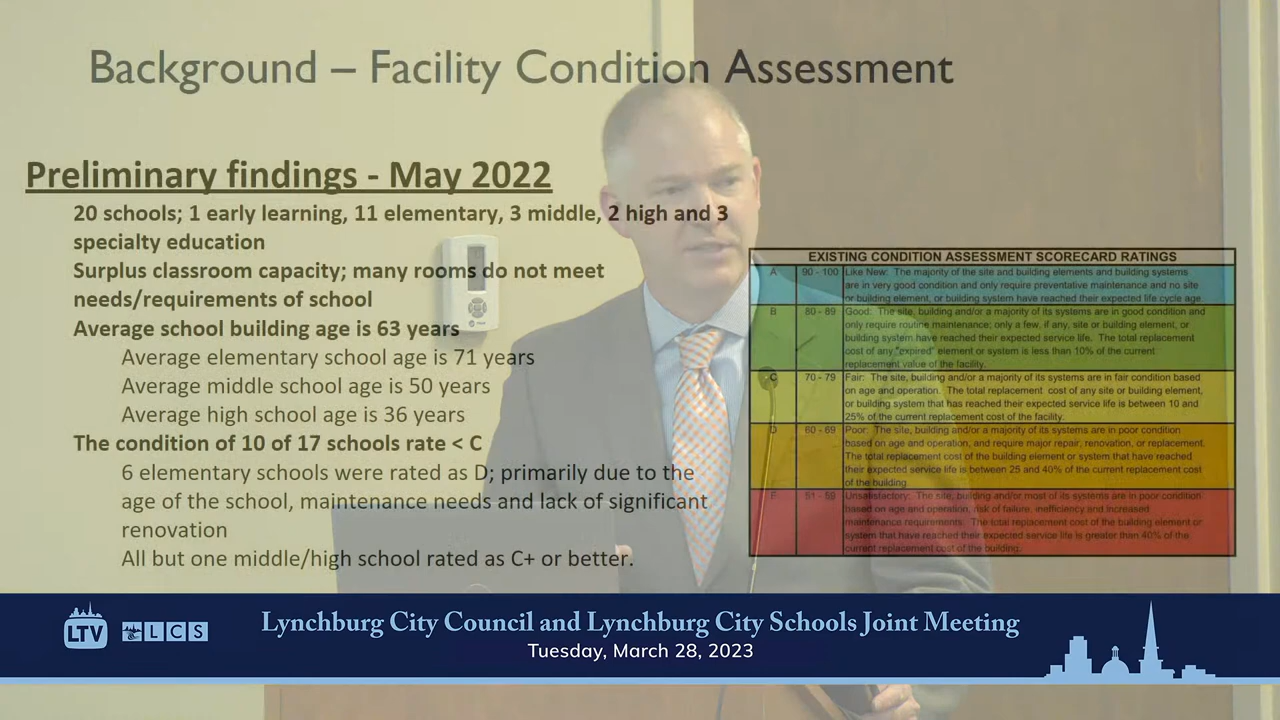 Background – Facility Condition Assessment
Preliminary findings - May 2022
20 schools; 1 early learning, 11 elementary, 3 middle, 2 high and 3
specialty education
Surplus classroom capacity; many rooms do not meet
needs/requirements of school
Average school building age is 63 years
Average elementary school age is 71 years
Average middle school age is 50 years
Average high school age is 36 years
The condition of 10 of 17 schools rate < C
6 elementary schools were rated as D; primarily due to the
age of the school, maintenance needs and lack of significant
renovation
All but one middle/high school rated as C+ or better.
EXISTING CONDITION ASSESSMENT SCORECARD RATINGS
A 90 - 100 Like New: The majority of the site and building elements and building systems
are in very good condition and only require preventative maintenance and no site
or building element, or building system have reached their expected life cycle age
B 80 - 89 Good: The site, building and/or a majority of its systems are in good condition and
only require routine maintenance; only a few, if any, site or building element, or
building system have reached their expected service life. The total replacement
cost of any "expired" element or system is less than 10% of the current
replacement value of the facility.
C 70 - 79 Fair: The site, building and/or a majority of its systems are in fair condition based
on age and operation. The total replacement cost of any site or building element,
or building system that has reached their expected service life is between 10 and
25% of the current replacement cost of the facility.
D 60 - 69 Poor: The site, building and/or a majority of its systems are in poor condition
based on age and operation, and require major repair, renovation, or replacement.
The total replacement cost of the building element or system that have reached
their expected service life is between 25 and 40% of the current replacement cost
of the building
F 51 - 59 Unsatisfactory: The site, building and/or most of its systems are in poor condition
based on age and operation, risk of failure, inefficiency and increased
maintenance requirements. The total replacement cost of the building element or
system that have reached their expected service life is greater than 40% of the
current replacement cost of the building.
LTV LCS
Lynchburg City Council and Lynchburg City Schools Joint Meeting
Tuesday, March 28, 2023